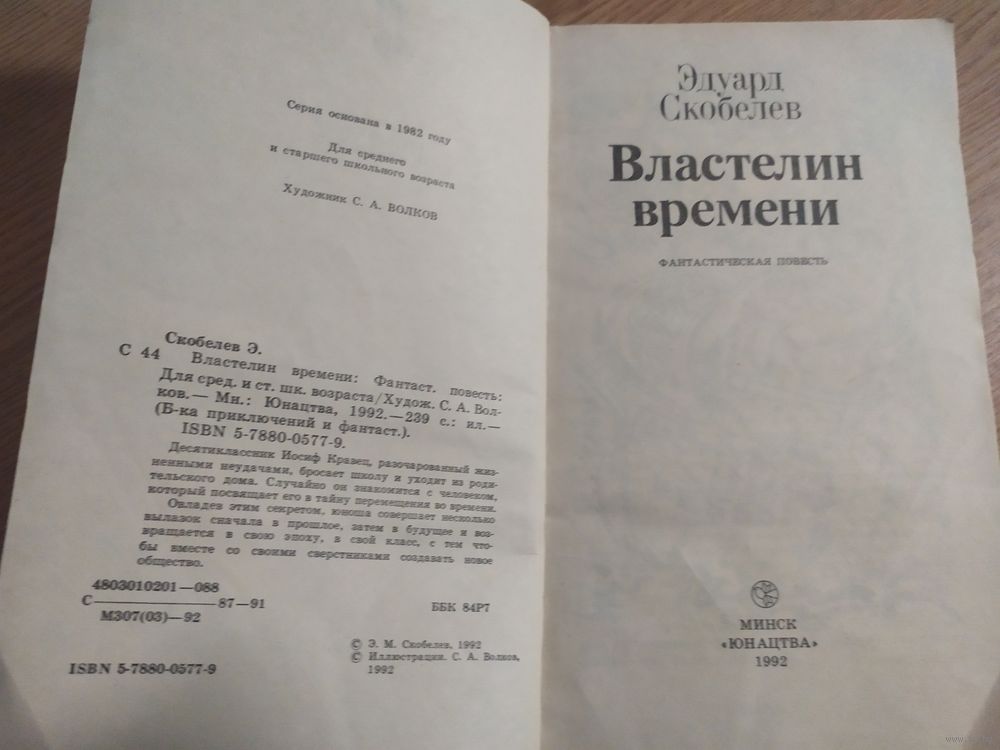 Серия основана в 1982 году
Для среднего
и старшего школьного возраста
Художник С. А. ВОЛКОВ
Скобелев Э.
С 44 Властелин времени: Фантаст. повесть:
Для сред. и ст. шк. возраста/Худож. С. А. Вол-
ков.— Мн.: Юнацтва, 1992.—239 с.: ил.—
(Б-ка приключений и фантаст.).
ISBN 5-7880-0577-9.
Десятиклассник Иосиф Кравец, разочарованный жиз-
ненными неудачами, бросает школу и уходит из роди-
тельского дома. Случайно он знакомится с человеком,
который посвящает его в тайну перемещения во времени.
Овладев этим секретом, юноша совершает несколько
вылазок сначала в прошлое, затем в будущее и воз-
вращается в свою эпоху, в свой класс, с тем что-
бы вместе со своими сверстниками создавать новое
общество.
4803010201—088
С 87—91
М307(03)—92
ББК 84Р7
© Э. М. Скобелев, 1992
© Иллюстрации. С. А. Волков,
1992
ISBN 5-7880-0577-9
Эдуард
Скобелев
Властелин
времени
ФАНТАСТИЧЕСКАЯ ПОВЕСТЬ
МИНСК
«ЮНАЦТВА»
1992